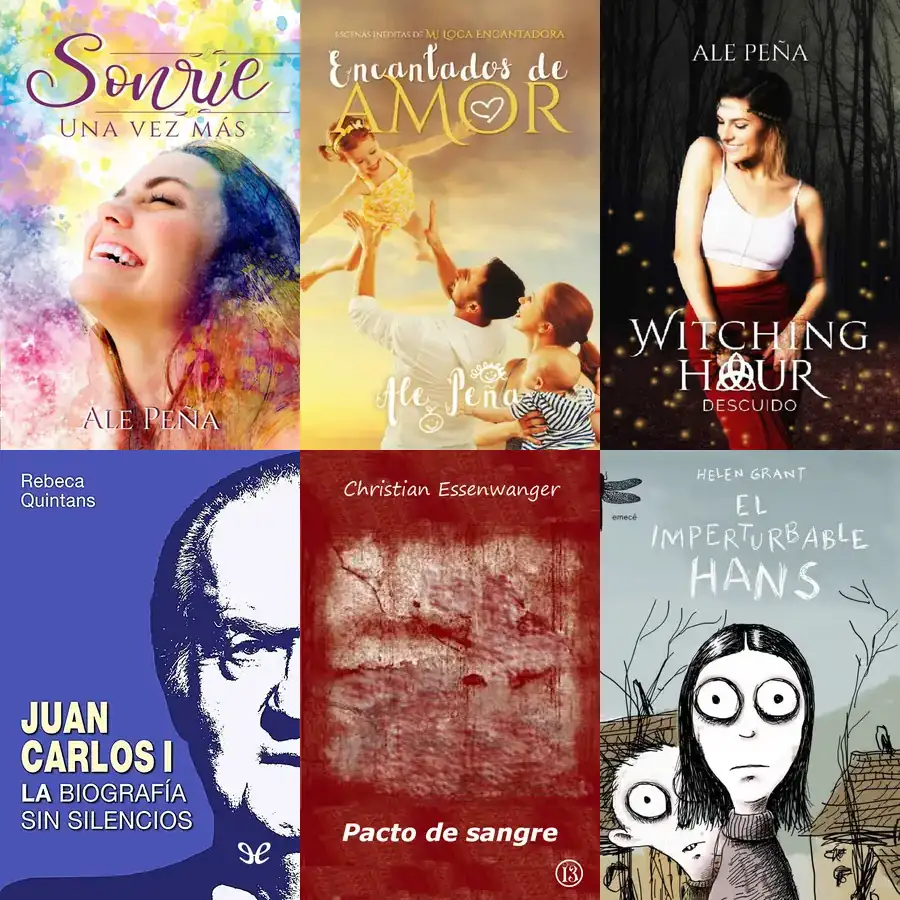 Sonríe
UNA VEZ MÁS
ALE PEÑA
ESCENAS INÉDITAS DE MI LOCA ENCANTADORA
Encantados de
AMOR
Ale Peña
ALE PEÑA
WITCHING
HOUR
DESCUIDO
Rebeca
Quintans
JUAN
CARLOS I
LA BIOGRAFÍA
SIN SILENCIOS
Christian Essenwanger
Pacto de sangre
13
HELEN GRANT
emecé
EL
IMPERTURBABLE
HANS